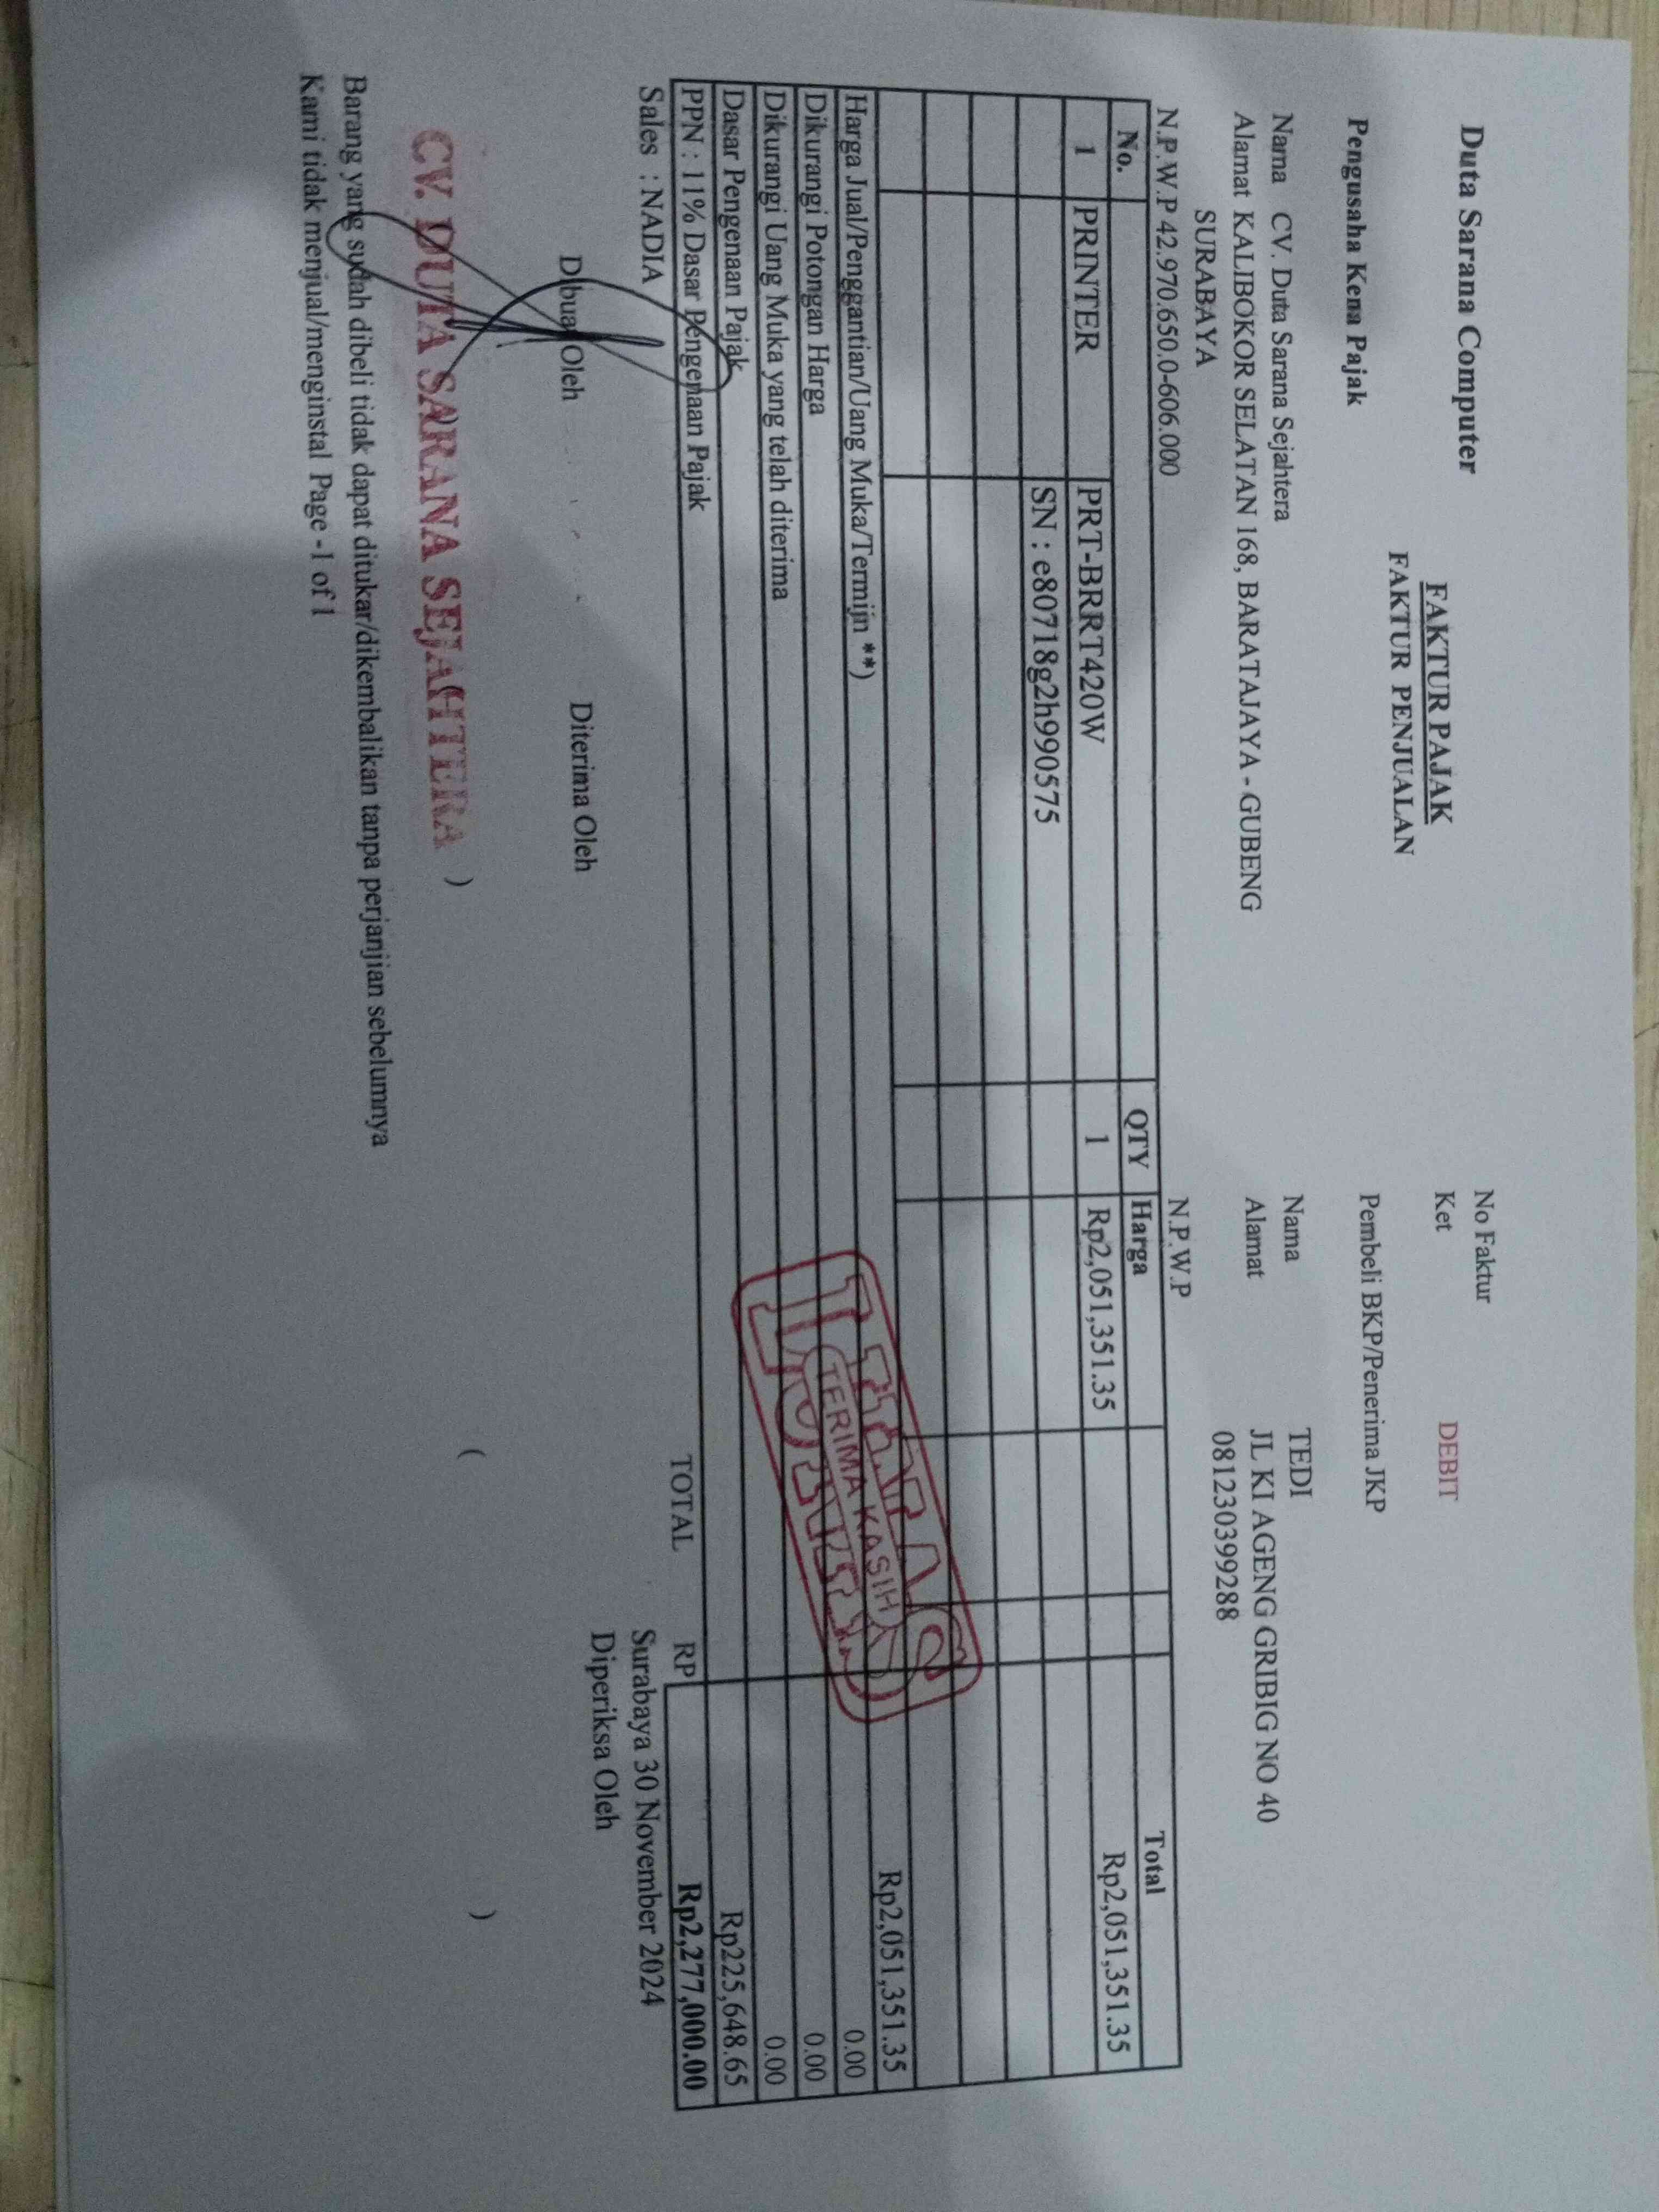 Duta Sarana Computer
No Faktur
FAKTUR PAJAK
Ket DEBIT
FAKTUR PENJUALAN
Pengusaha Kena Pajak
Pembeli BKP/Penerima JKP
Nama CV. Duta Sarana Sejahtera
Nama TEDI
Alamat KALIBOKOR SELATAN 168, BARATAJAYA - GUBENG
Alamat JL KI AGENG GRIBIG NO 40
SURABAYA
081230399288
N.P.W.P 42.970.650.0-606.000
N.P.W.P
No. QTY Harga Total
1 PRINTER PRT-BRRT420W 1 Rp2,051,351.35 Rp2,051,351.35
SN : e80718g2h990575
Harga Jual/Penggantian/Uang Muka/Termijn **) Rp2,051,351.35
Dikurangi Potongan Harga 0.00
Dikurangi Uang Muka yang telah diterima 0.00
Dasar Pengenaan Pajak 0.00
PPN : 11% Dasar Pengenaan Pajak Rp225,648.65
TOTAL RP Rp2,277,000.00
LUNAS
TERIMA KASIH
Sales : NADIA
Surabaya 30 November 2024
Dibuat Oleh
Diterima Oleh
Diperiksa Oleh
CV. DUTA SARANA SEJAHTERA
) ( )
Barang yang sudah dibeli tidak dapat ditukar/dikembalikan tanpa perjanjian sebelumnya
Kami tidak menjual/menginstal Page -1 of 1